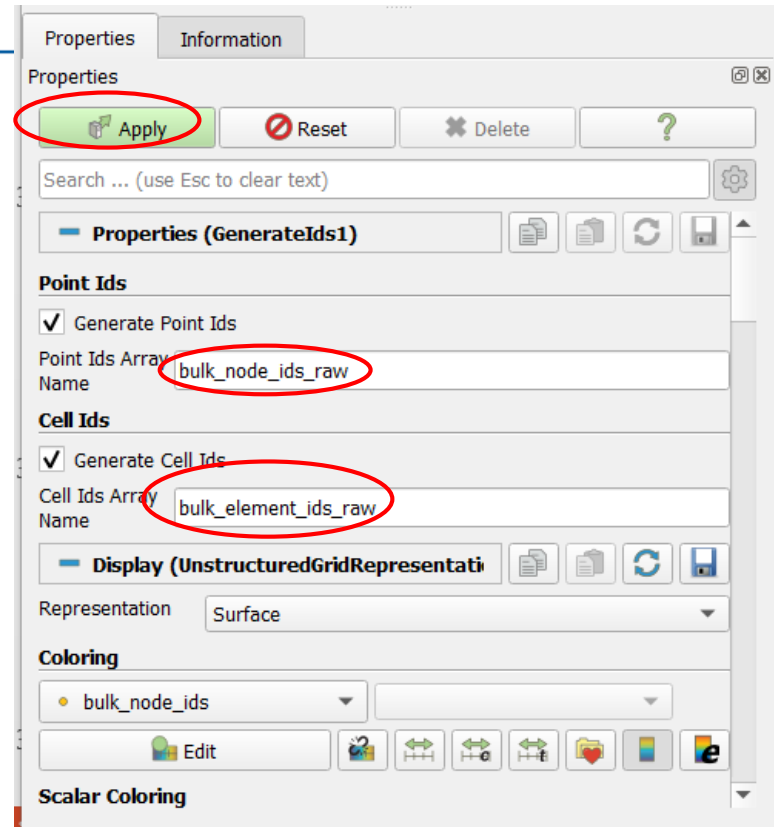 Properties Information
Properties
Apply Reset Delete ?
Search ... (use Esc to clear text)
Properties (GenerateIds1)
Point Ids
Generate Point Ids
Point Ids Array
Name
bulk_node_ids_raw
Cell Ids
Generate Cell Ids
Cell Ids Array
Name
bulk_element_ids_raw
Display (UnstructuredGridRepresentati
Representation Surface
Coloring
bulk_node_ids
Edit c t e
Scalar Coloring